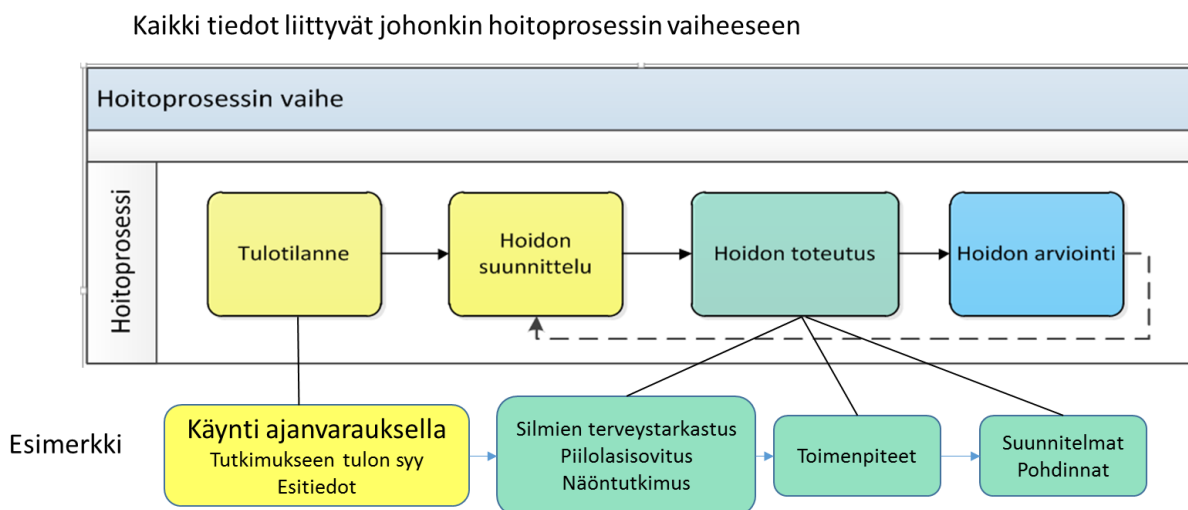 Kaikki tiedot liittyvät johonkin hoitoprosessin vaiheeseen
Hoitoprosessin vaihe
Hoitoprosessi
Tulotilanne
Hoidon
suunnittelu
Hoidon toteutus
Hoidon arviointi
Esimerkki
Käynti ajanvarauksella
Tutkimukseen tulon syy
Esitiedot
Silmien terveystarkastus
Piilolasisovitus
Näöntutkimus
Toimenpiteet
Suunnitelmat
Pohdinnat